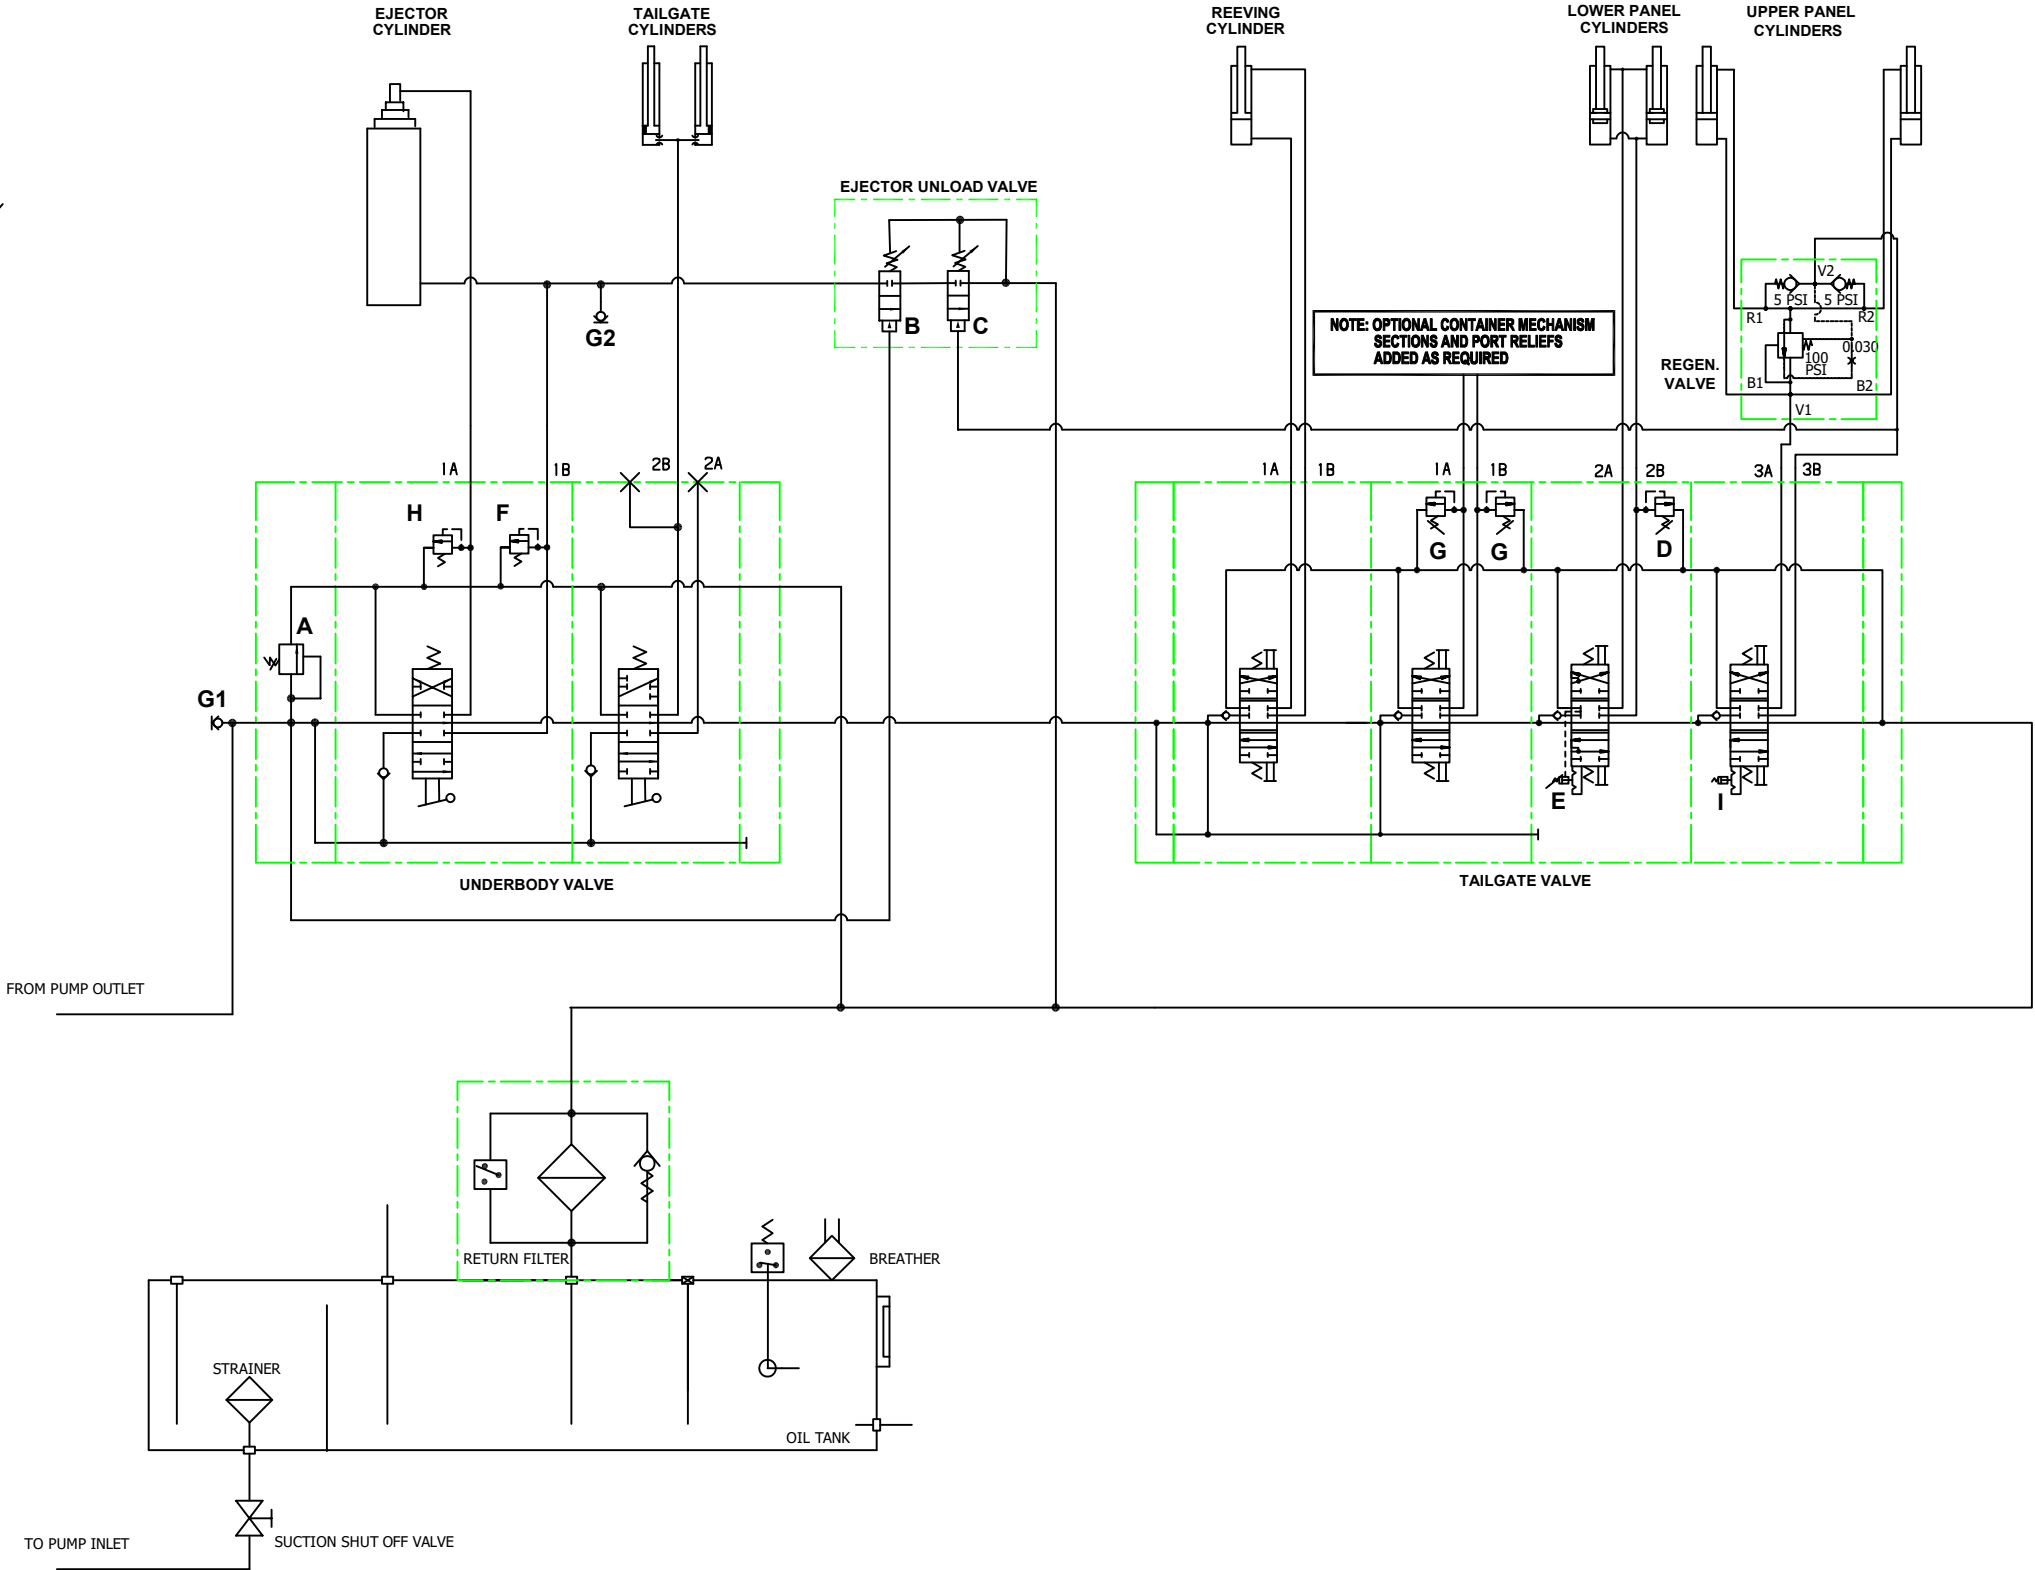 EJECTOR
CYLINDER
TAILGATE
CYLINDERS
REEVING
CYLINDER
LOWER PANEL
CYLINDERS
UPPER PANEL
CYLINDERS
EJECTOR UNLOAD VALVE
B
C
G2
NOTE: OPTIONAL CONTAINER MECHANISM
SECTIONS AND PORT RELIEFS
ADDED AS REQUIRED
V2
5 PSI
5 PSI
R1
R2
0.030
100
PSI
REGEN.
VALVE
B1
B2
V1
1A
1B
2B
2A
1A
1B
1A
1B
2A
2B
3A
3B
H
F
G
G
D
A
G1
E
I
UNDERBODY VALVE
TAILGATE VALVE
FROM PUMP OUTLET
RETURN FILTER
BREATHER
STRAINER
OIL TANK
TO PUMP INLET
SUCTION SHUT OFF VALVE